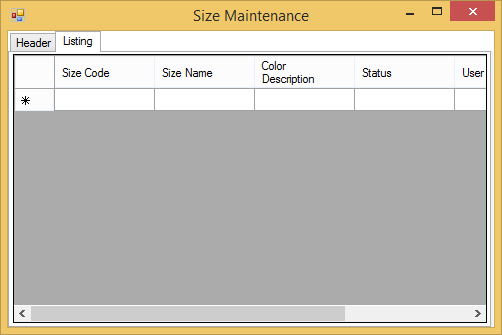 Size Maintenance
Header
Listing
Size Code
Size Name
Color
Description
Status
User